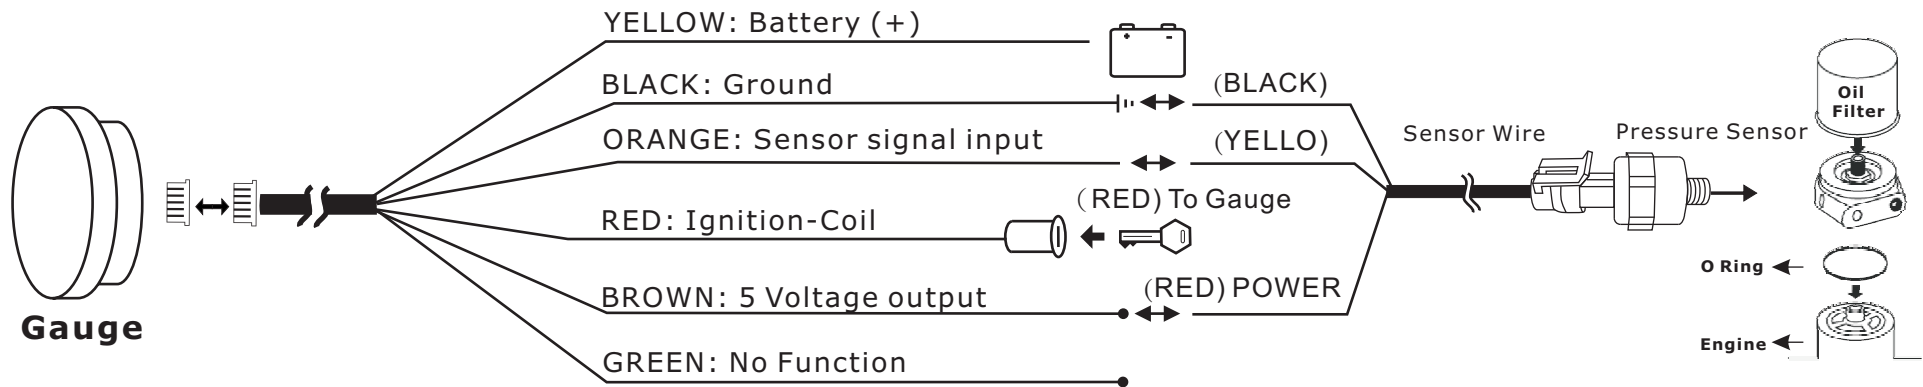 YELLOW: Battery (+)
BLACK: Ground
(BLACK)
ORANGE: Sensor signal input
(YELLO)
RED: Ignition-Coil
(RED) To Gauge
BROWN: 5 Voltage output
(RED) POWER
GREEN: No Function
Gauge
Sensor Wire
Pressure Sensor
Oil
Filter
O Ring
Engine